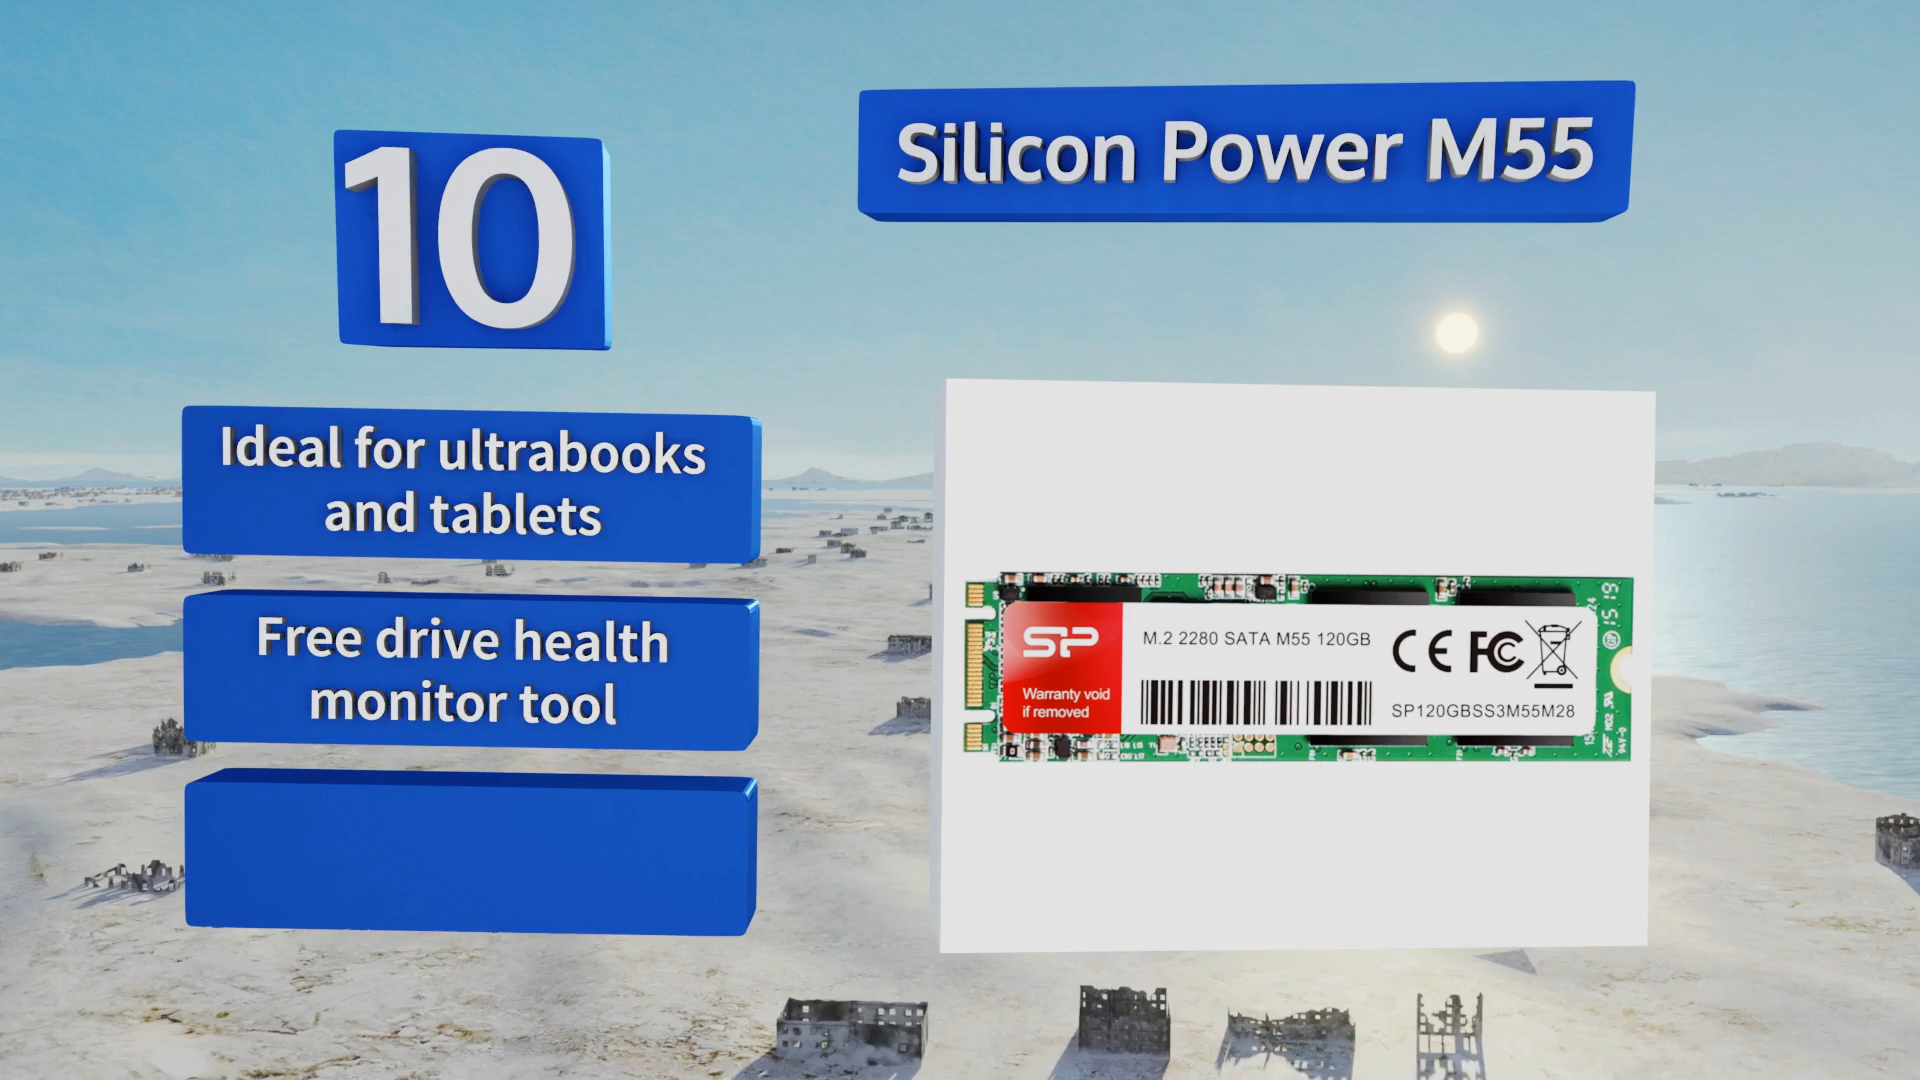 10
Silicon Power M55
Ideal for ultrabooks
and tablets
Free drive health
monitor tool
SP
M.2 2280 SATA M55 120GB
CE FC
Warranty void
if removed
SP120GBSS3M55M28
1519